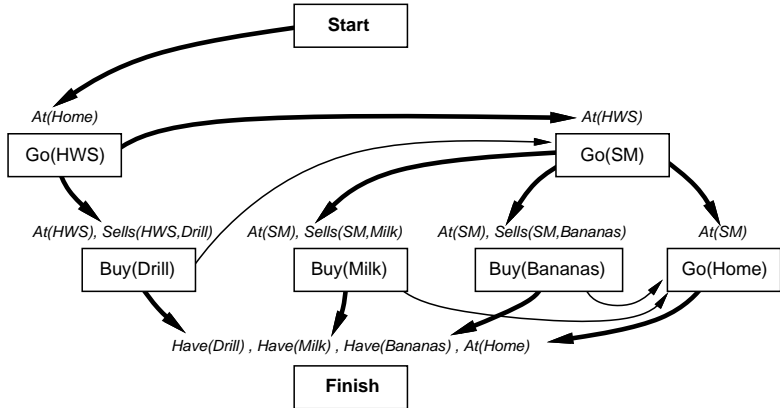 Start
At(Home)
At(HWS)
Go(HWS)
Go(SM)
At(HWS), Sells(HWS,Drill)
At(SM), Sells(SM,Milk)
At(SM), Sells(SM,Bananas)
At(SM)
Buy(Drill)
Buy(Milk)
Buy(Bananas)
Go(Home)
Have(Drill) , Have(Milk) , Have(Bananas) , At(Home)
Finish